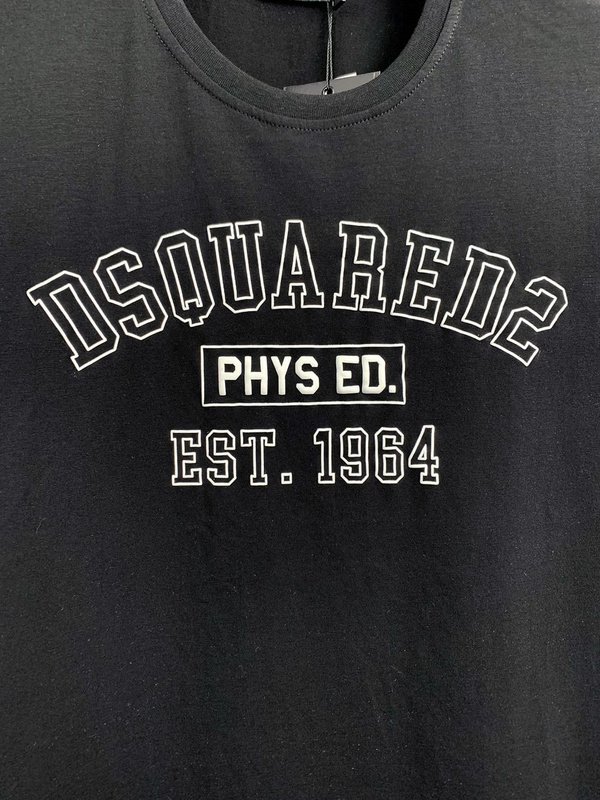 DSQUARED2
PHYS ED.
EST. 1964